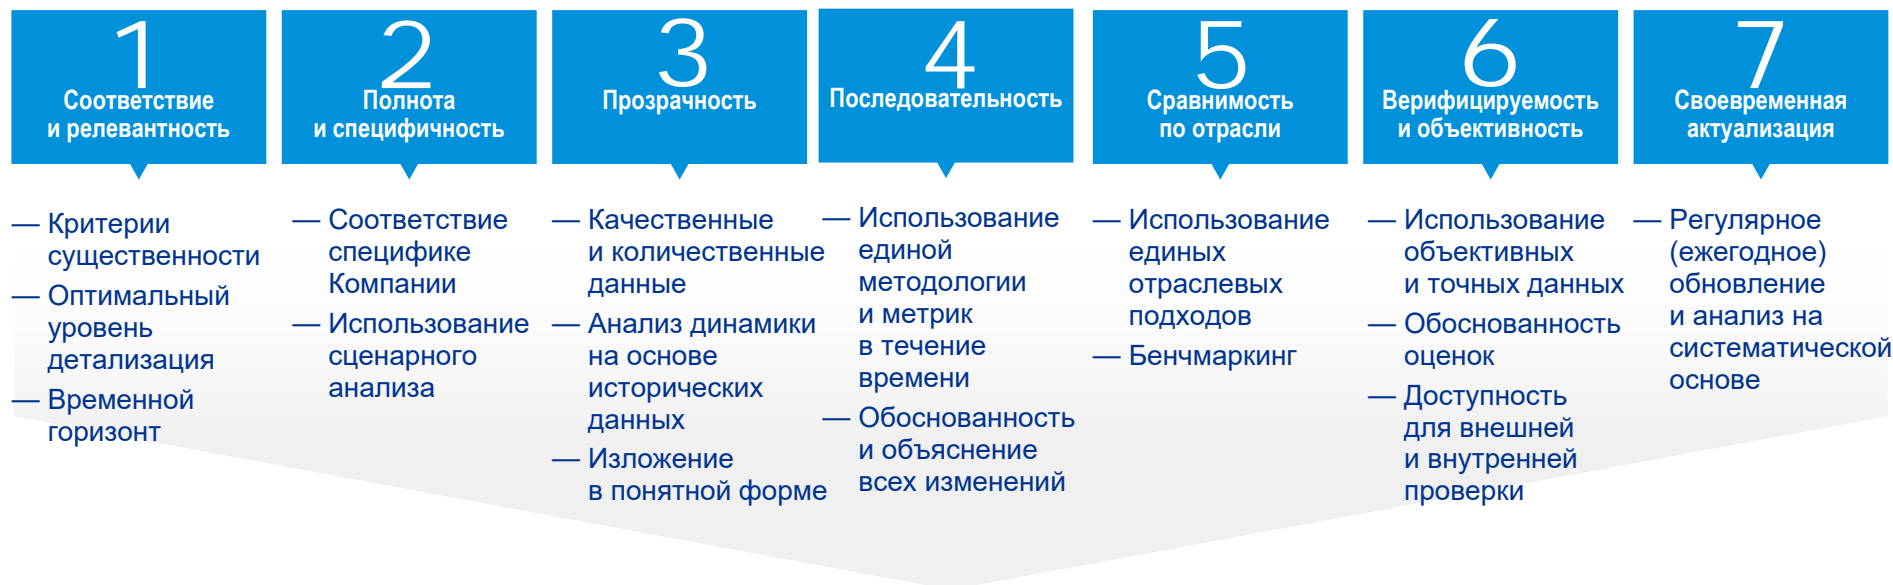 1
Соответствие
и релевантность
— Критерии
существенности
— Оптимальный
уровень
детализация
— Временной
горизонт
2
Полнота
и специфичность
— Соответствие
специфике
Компании
— Использование
сценарного
анализа
3
Прозрачность
— Качественные
и количественные
данные
— Анализ динамики
на основе
исторических
данных
— Изложение
в понятной форме
4
Последовательность
— Использование
единой
методологии
и метрик
в течение
времени
— Обоснованность
и объяснение
всех изменений
5
Сравнимость
по отрасли
— Использование
единых
отраслевых
подходов
— Бенчмаркинг
6
Верифицируемость
и объективность
— Использование
объективных
и точных данных
— Обоснованность
оценок
— Доступность
для внешней
и внутренней
проверки
7
Своевременная
актуализация
— Регулярное
(ежегодное)
обновление
и анализ на
систематической
основе